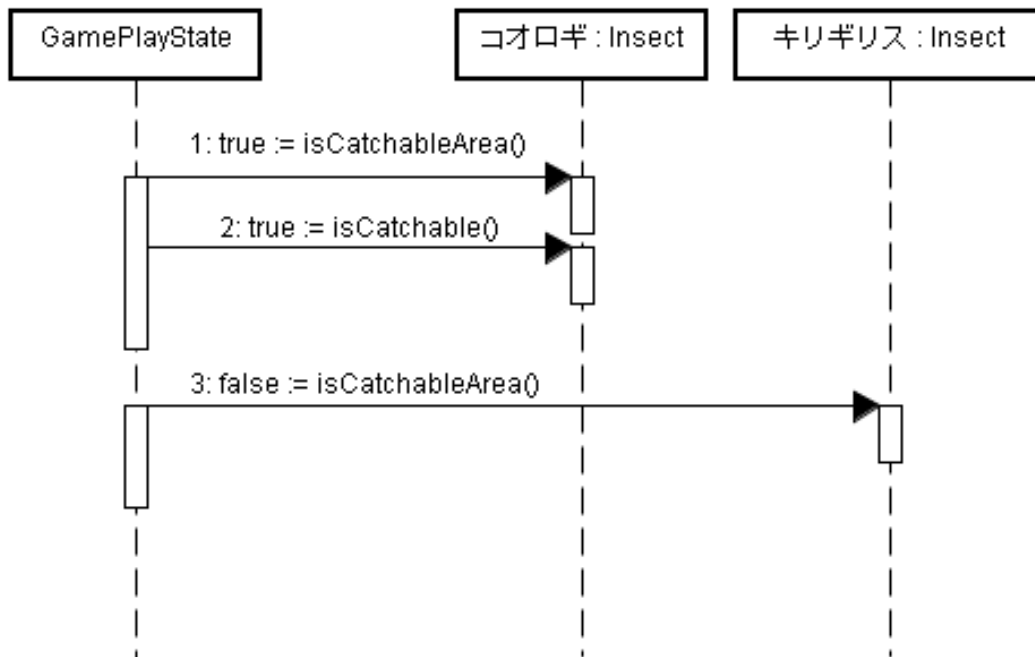 GamePlayState
コオロギ : Insect
キリギリス : Insect
1: true := isCatchableArea()
2: true := isCatchable()
3: false := isCatchableArea()